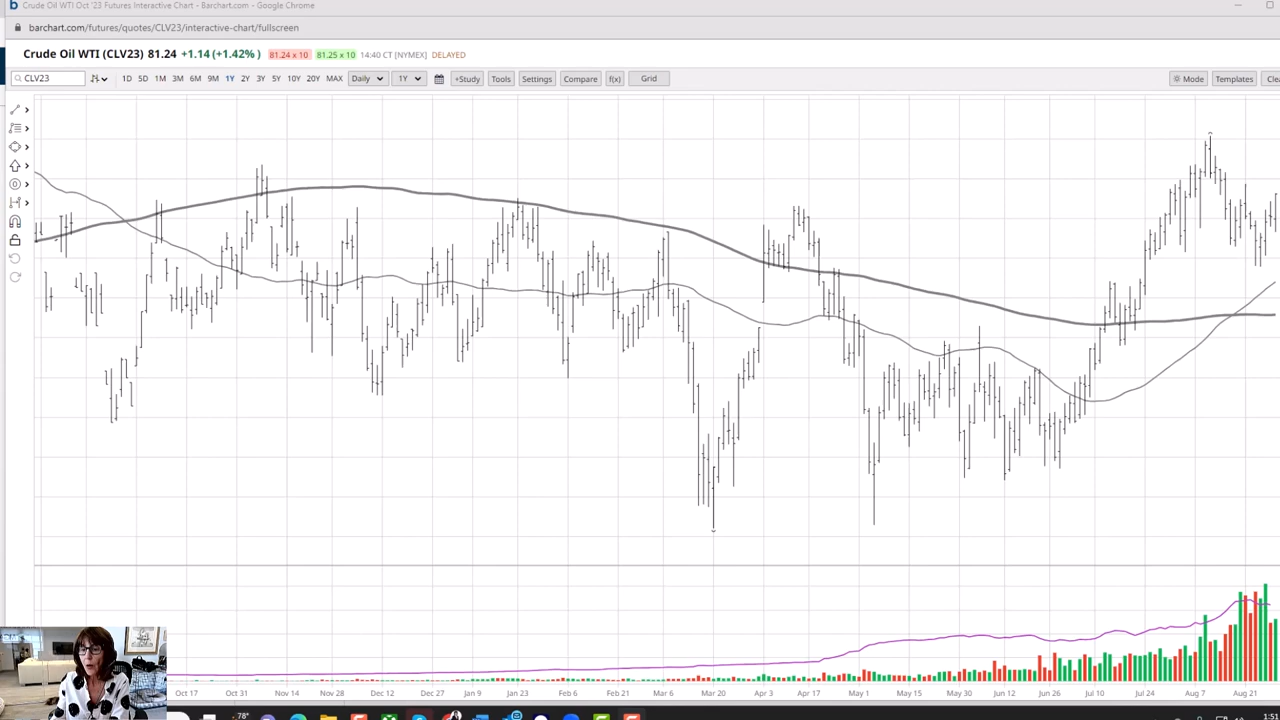 Crude Oil WTI Oct '23 Futures Interactive Chart - Barchart.com - Google Chrome
barchart.com/futures/quotes/CLV23/interactive-chart/fullscreen
Crude Oil WTI (CLV23) 81.24 +1.14 (+1.42%) 81.24 x 10 81.25 x 10 14:40 CT [NYMEX] DELAYED
CLV23 1D 5D 1M 3M 6M 9M 1Y 2Y 3Y 5Y 10Y 20Y MAX Daily 1Y +Study Tools Settings Compare f(x) Grid Mode Templates Cle
Oct 17 Oct 31 Nov 14 Nov 28 Dec 12 Dec 27 Jan 9 Jan 23 Feb 6 Feb 21 Mar 6 Mar 20 Apr 3 Apr 17 May 1 May 15 May 30 Jun 12 Jun 26 Jul 10 Jul 24 Aug 7 Aug 21
78° 1:51